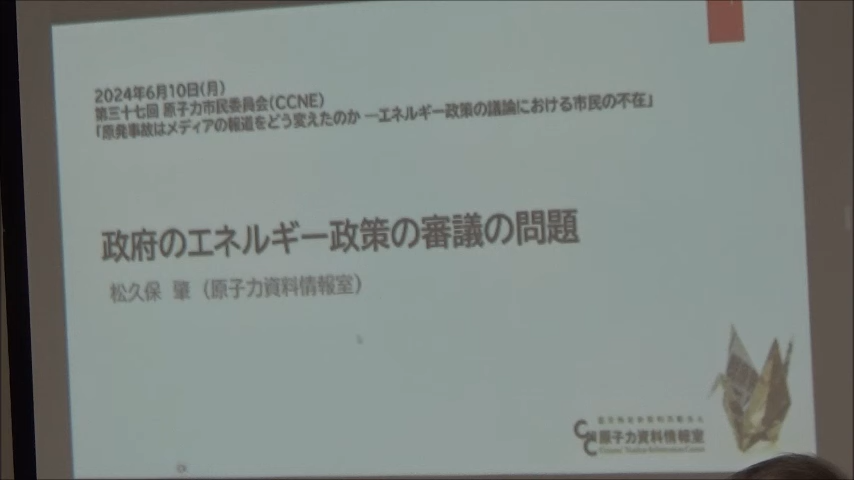 2024年6月10日(月)
第三十七回 原子力市民委員会(CCNE)
「原発事故はメディアの報道をどう変えたのか ―エネルギー政策の議論における市民の不在」
政府のエネルギー政策の審議の問題
松久保 肇（原子力資料情報室）
原子力資料情報室